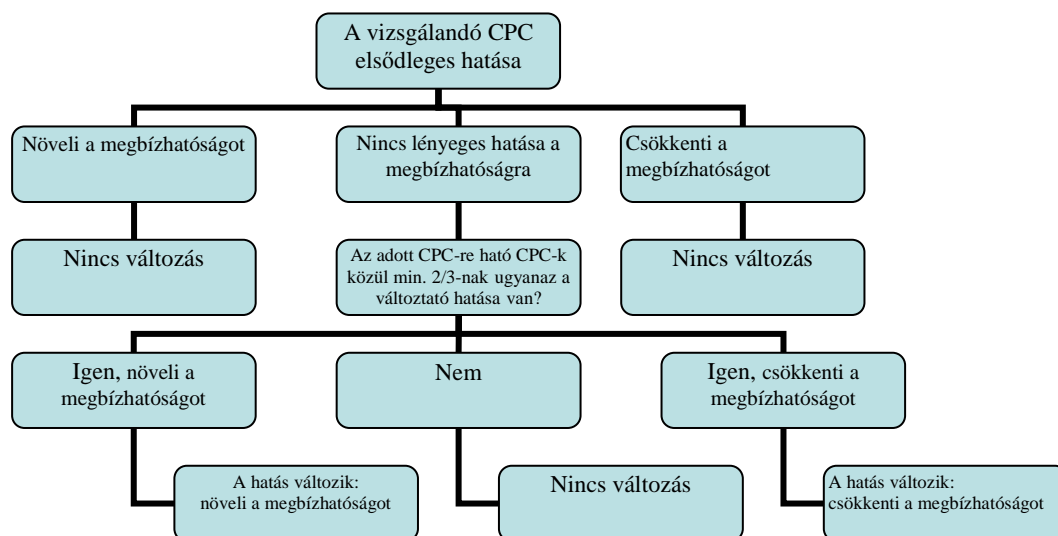 A vizsgálandó CPC
elsődleges hatása
Növeli a megbízhatóságot
Nincs lényeges hatása a
megbízhatóságra
Csökkenti a
megbízhatóságot
Nincs változás
Az adott CPC-re ható CPC-k
közül min. 2/3-nak ugyanaz a
változtató hatása van?
Nincs változás
Igen, növeli a
megbízhatóságot
Nem
Igen, csökkenti a
megbízhatóságot
A hatás változik:
növeli a megbízhatóságot
Nincs változás
A hatás változik:
csökkenti a megbízhatóságot